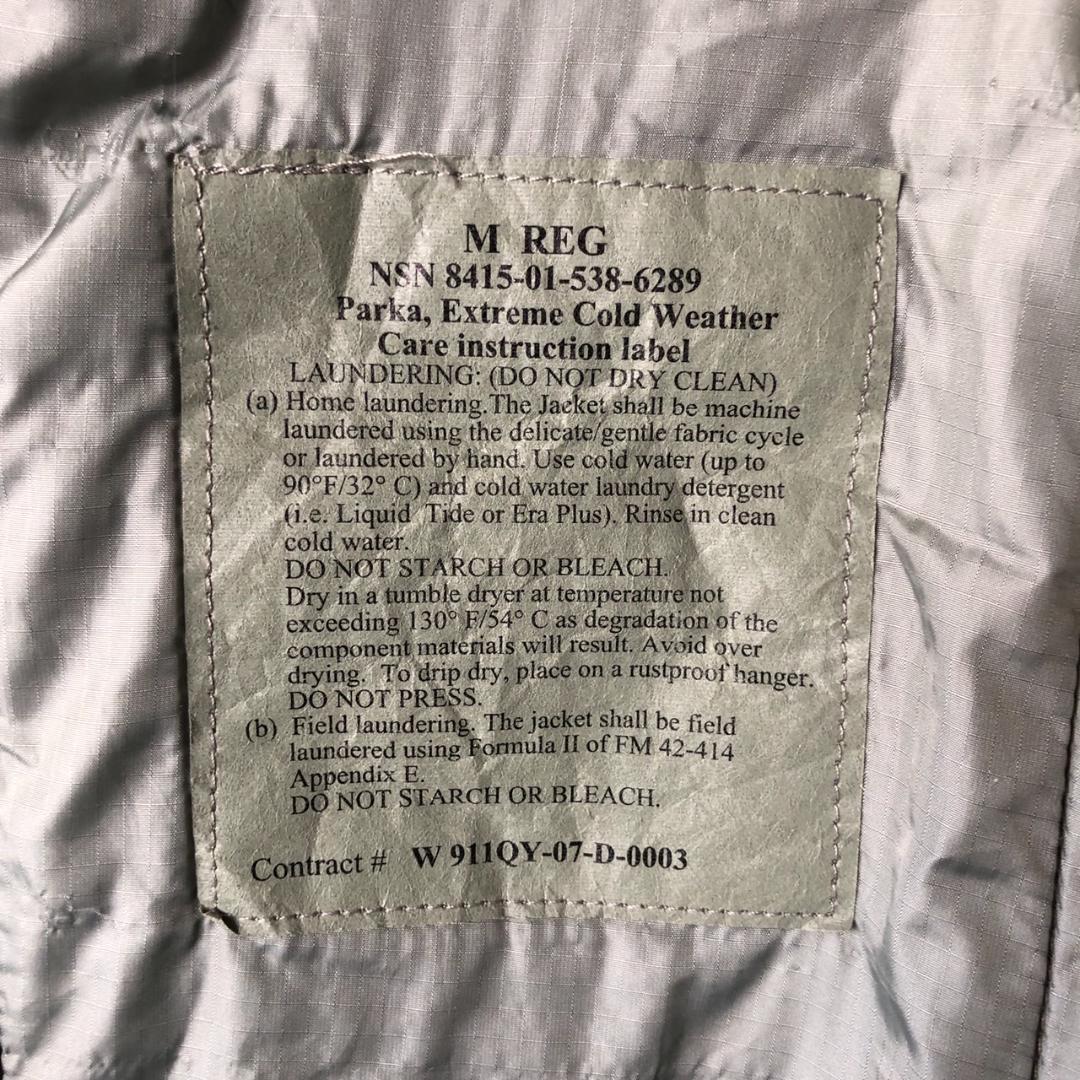 M REG
NSN 8415-01-538-6289
Parka, Extreme Cold Weather
Care instruction label
LAUNDERING: (DO NOT DRY CLEAN)
(a) Home laundering.The Jacket shall be machine
laundered using the delicate/gentle fabric cycle
or laundered by hand. Use cold water (up to
90°F/32° C) and cold water laundry detergent
(i.e. Liquid Tide or Era Plus). Rinse in clean
cold water.
DO NOT STARCH OR BLEACH.
Dry in a tumble dryer at temperature not
exceeding 130° F/54° C as degradation of the
component materials will result. Avoid over
drying. To drip dry, place on a rustproof hanger.
DO NOT PRESS.
(b) Field laundering. The jacket shall be field
laundered using Formula II of FM 42-414
Appendix E.
DO NOT STARCH OR BLEACH.
Contract # W 911QY-07-D-0003